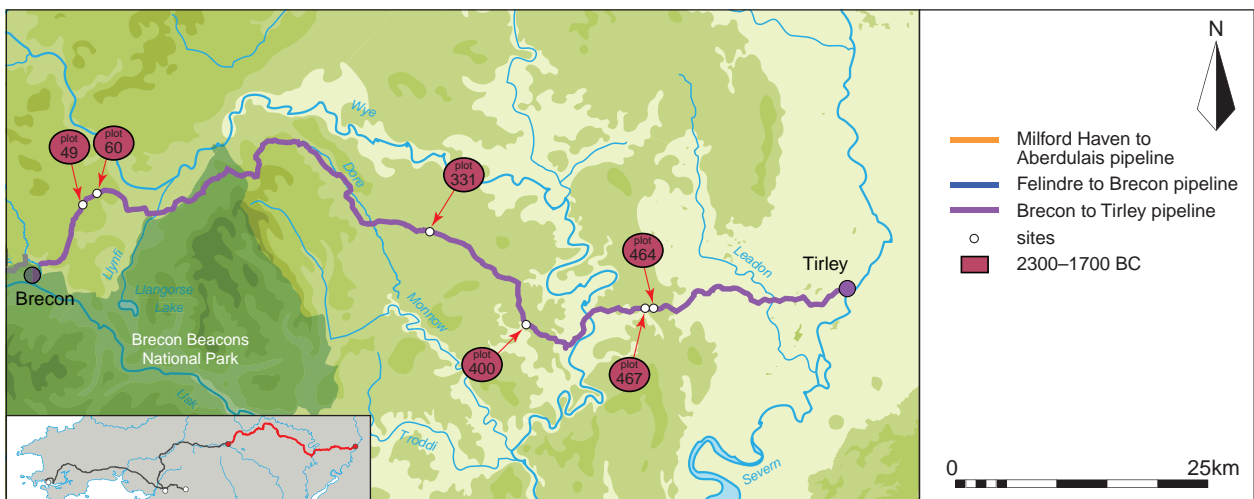 plot
49
plot
60
Wye
Dore
plot
331
plot
464
Leadon
Tirley
Llynfi
Brecon
Llangorse
Lake
Monnow
Brecon Beacons
National Park
plot
400
plot
467
Usk
Troddi
Severn
N
Milford Haven to
Aberdulais pipeline
Felindre to Brecon pipeline
Brecon to Tirley pipeline
sites
2300–1700 BC
0
25km